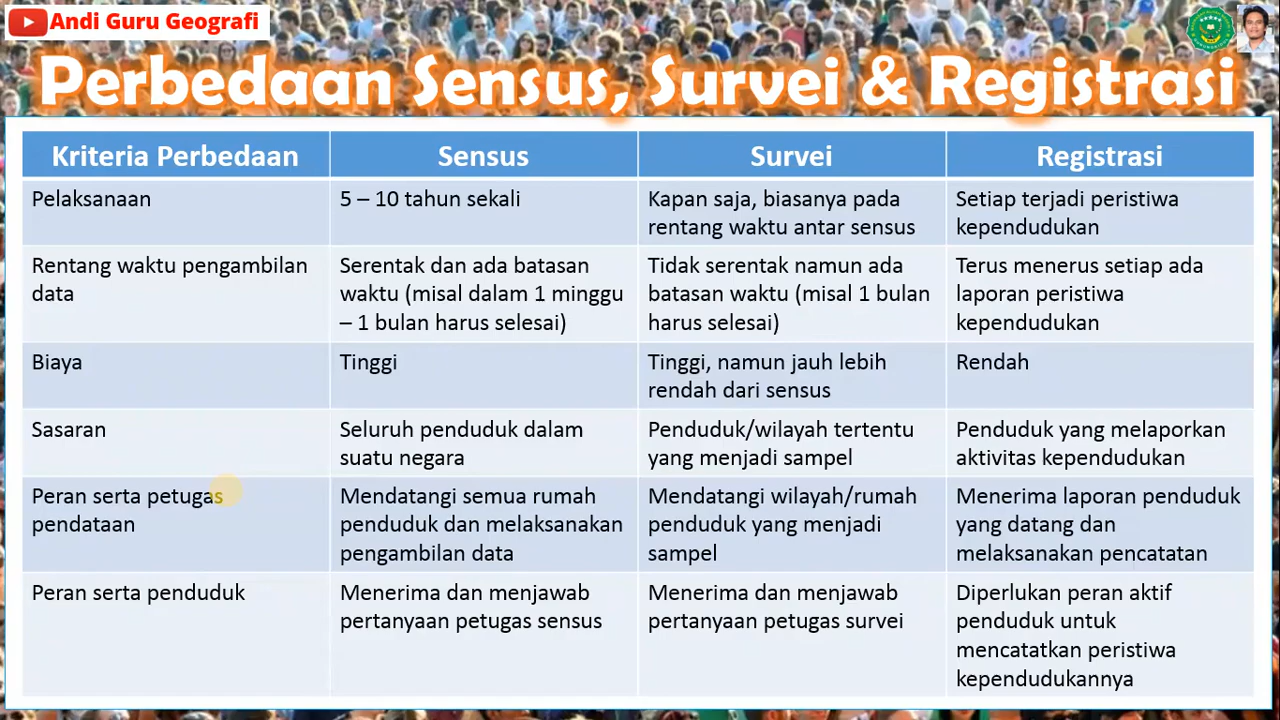 Andi Guru Geografi
Perbedaan Sensus, Survei & Registrasi
Kriteria Perbedaan
Sensus
Survei
Registrasi
Pelaksanaan
5 – 10 tahun sekali
Kapan saja, biasanya pada
rentang waktu antar sensus
Setiap terjadi peristiwa
kependudukan
Rentang waktu pengambilan
data
Serentak dan ada batasan
waktu (misal dalam 1 minggu
– 1 bulan harus selesai)
Tidak serentak namun ada
batasan waktu (misal 1 bulan
harus selesai)
Terus menerus setiap ada
laporan peristiwa
kependudukan
Biaya
Tinggi
Tinggi, namun jauh lebih
rendah dari sensus
Rendah
Sasaran
Seluruh penduduk dalam
suatu negara
Penduduk/wilayah tertentu
yang menjadi sampel
Penduduk yang melaporkan
aktivitas kependudukan
Peran serta petugas
pendataan
Mendatangi semua rumah
penduduk dan melaksanakan
pengambilan data
Mendatangi wilayah/rumah
penduduk yang menjadi
sampel
Menerima laporan penduduk
yang datang dan
melaksanakan pencatatan
Peran serta penduduk
Menerima dan menjawab
pertanyaan petugas sensus
Menerima dan menjawab
pertanyaan petugas survei
Diperlukan peran aktif
penduduk untuk
mencatatkan peristiwa
kependudukannya